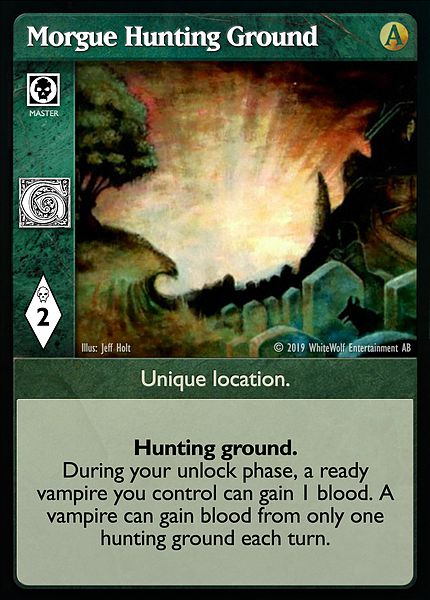 Morgue Hunting Ground
A
MASTER
2
Illus: Jeff Holt
© 2019 WhiteWolf Entertainment AB
Unique location.
Hunting ground.
During your unlock phase, a ready
vampire you control can gain 1 blood. A
vampire can gain blood from only one
hunting ground each turn.